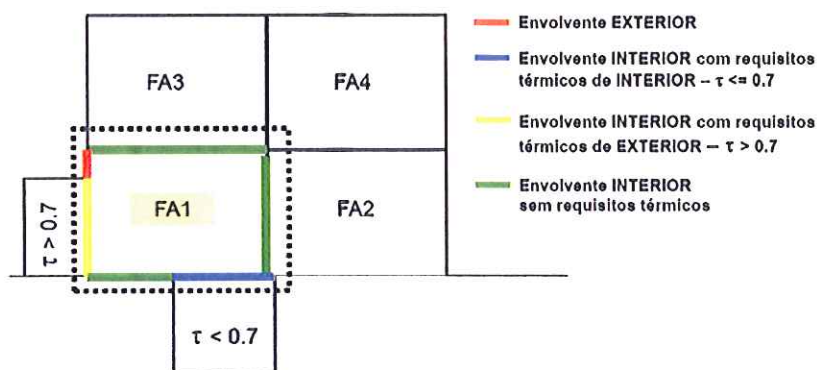 FA3
FA4
FA1
FA2
τ > 0.7
τ < 0.7
Envolvente EXTERIOR
Envolvente INTERIOR com requisitos
térmicos de INTERIOR – τ <= 0.7
Envolvente INTERIOR com requisitos
térmicos de EXTERIOR – τ > 0.7
Envolvente INTERIOR
sem requisitos térmicos